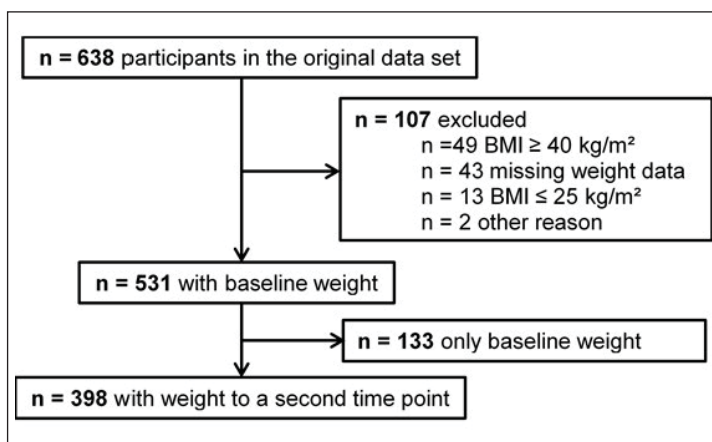 n = 638 participants in the original data set
n = 107 excluded
n =49 BMI ≥ 40 kg/m²
n = 43 missing weight data
n = 13 BMI ≤ 25 kg/m²
n = 2 other reason
n = 531 with baseline weight
n = 133 only baseline weight
n = 398 with weight to a second time point